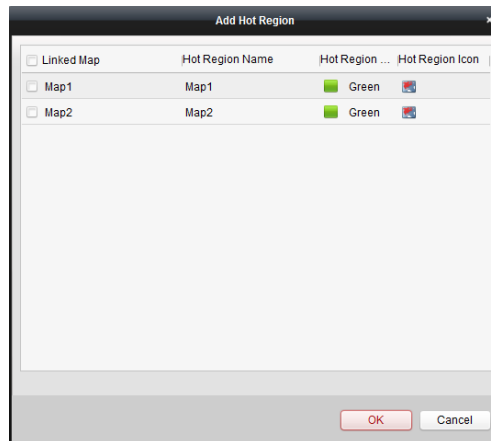 Add Hot Region
Linked Map Hot Region Name Hot Region ... Hot Region Icon
Map1 Map1 Green
Map2 Map2 Green
OK Cancel